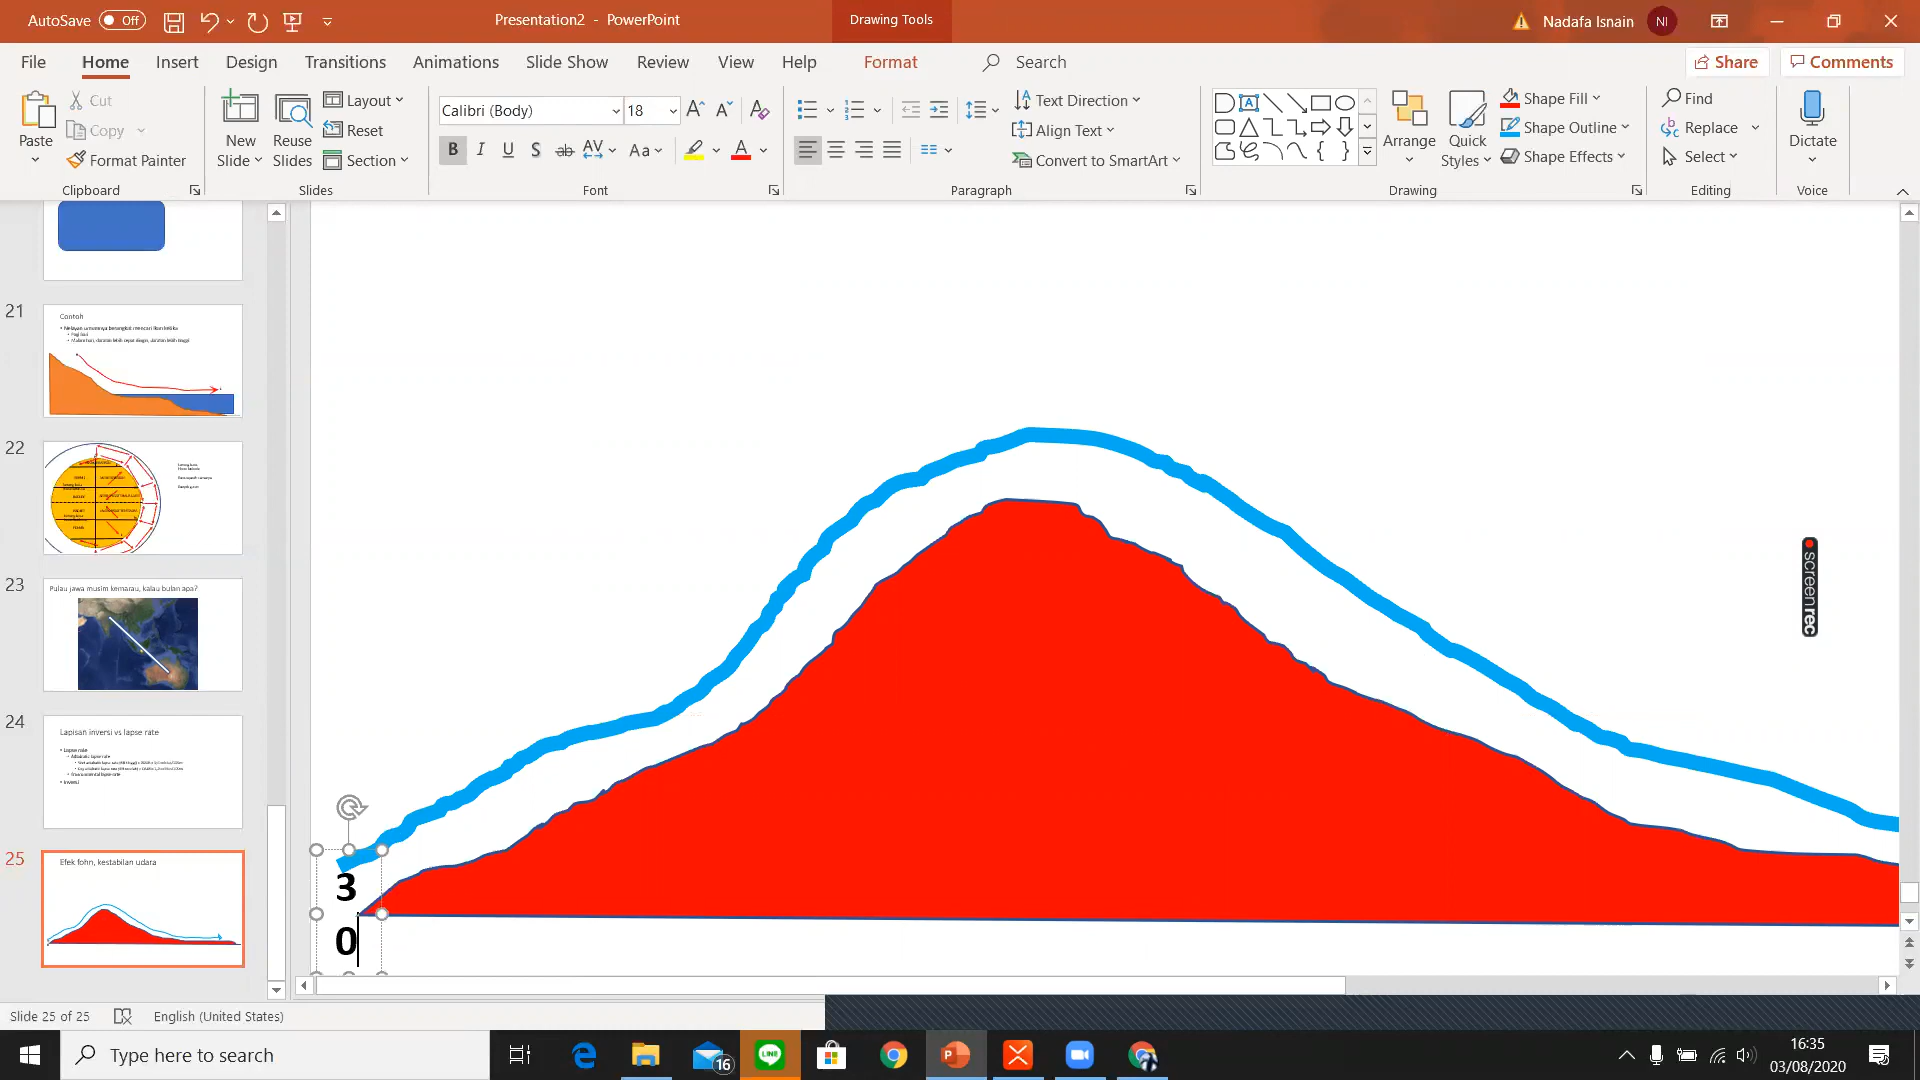 AutoSave Off Presentation2 - PowerPoint Drawing Tools Nadafa Isnain NI
File Home Insert Design Transitions Animations Slide Show Review View Help Format Search Share Comments
Paste
Cut
Copy
Format Painter
Clipboard
New Slide
Reuse Slides
Layout
Reset
Section
Slides
Calibri (Body) 18
B I U S ab AV Aa A
Font
Text Direction
Align Text
Convert to SmartArt
Paragraph
Arrange
Quick Styles
Shape Fill
Shape Outline
Shape Effects
Drawing
Find
Replace
Select
Editing
Dictate
Voice
21
Contoh
22
23
Pulau jawa musim kemarau, kalau bulan apa?
24
Lapisan inversi vs lapse rate
25
Efek fohn, kestabilan udara
3
0
screenrec
Slide 25 of 25 English (United States)
Type here to search
16
LINE
16:35
03/08/2020